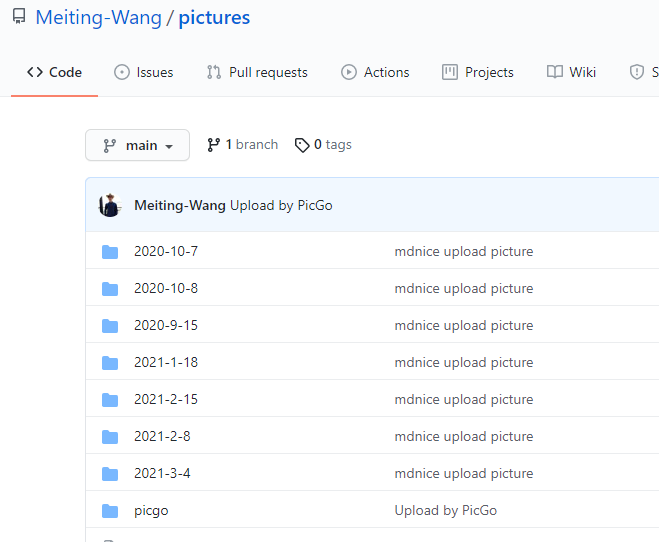 Meiting-Wang / pictures
Code Issues Pull requests Actions Projects Wiki S
main 1 branch 0 tags
Meiting-Wang Upload by PicGo
2020-10-7 mdnice upload picture
2020-10-8 mdnice upload picture
2020-9-15 mdnice upload picture
2021-1-18 mdnice upload picture
2021-2-15 mdnice upload picture
2021-2-8 mdnice upload picture
2021-3-4 mdnice upload picture
picgo Upload by PicGo